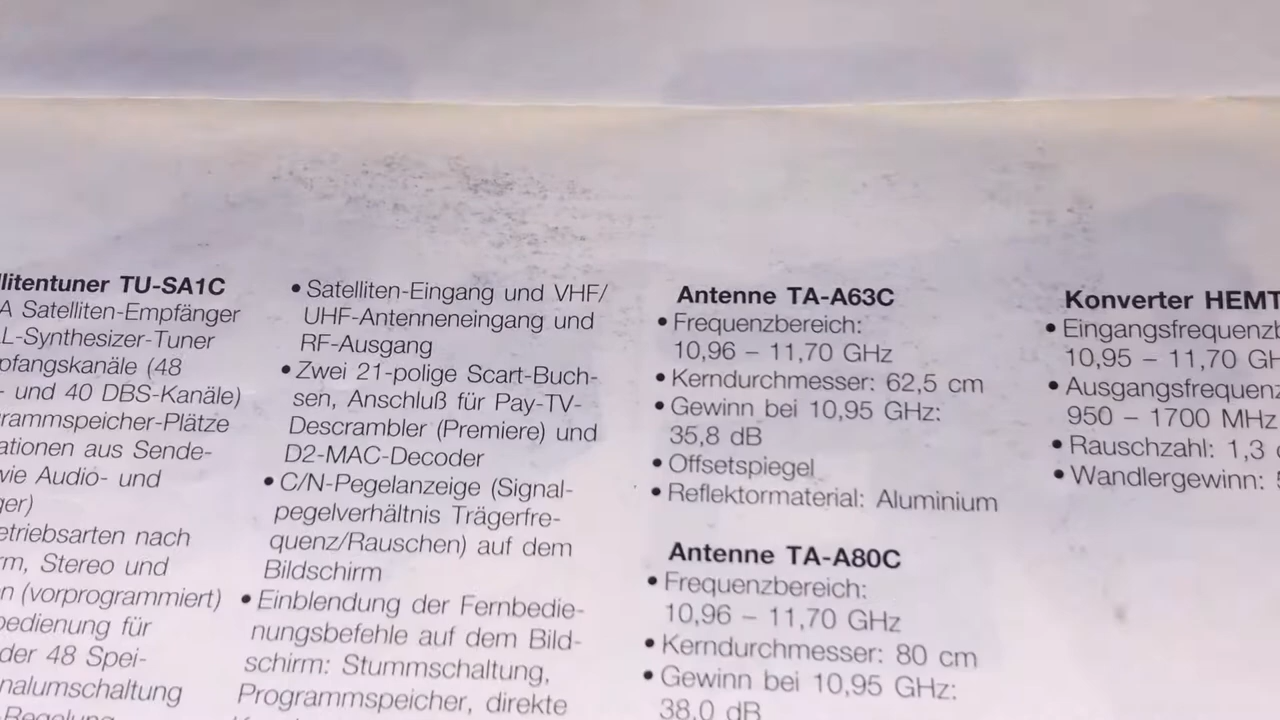 llitentuner TU-SA1C
A Satelliten-Empfänger
L-Synthesizer-Tuner
pfangskanäle (48
- und 40 DBS-Kanäle)
rammspeicher-Plätze
ationen aus Sende-
wie Audio- und
ger)
etriebsarten nach
rm, Stereo und
n (vorprogrammiert)
bedienung für
der 48 Spei-
nalumschaltung
Regelung
• Satelliten-Eingang und VHF/
UHF-Antenneneingang und
RF-Ausgang
• Zwei 21-polige Scart-Buch-
sen, Anschluß für Pay-TV-
Descrambler (Premiere) und
D2-MAC-Decoder
• C/N-Pegelanzeige (Signal-
pegelverhältnis Trägerfre-
quenz/Rauschen) auf dem
Bildschirm
• Einblendung der Fernbedie-
nungsbefehle auf dem Bild-
schirm: Stummschaltung,
Programmspeicher, direkte
Antenne TA-A63C
• Frequenzbereich:
10,96 – 11,70 GHz
• Kerndurchmesser: 62,5 cm
• Gewinn bei 10,95 GHz:
35,8 dB
• Offsetspiegel
• Reflektormaterial: Aluminium
Antenne TA-A80C
• Frequenzbereich:
10,96 – 11,70 GHz
• Kerndurchmesser: 80 cm
• Gewinn bei 10,95 GHz:
38,0 dB
Konverter HEMT
• Eingangsfrequenzb
10,95 – 11,70 GH
• Ausgangsfrequenz
950 – 1700 MHz
• Rauschzahl: 1,3
• Wandlergewinn: